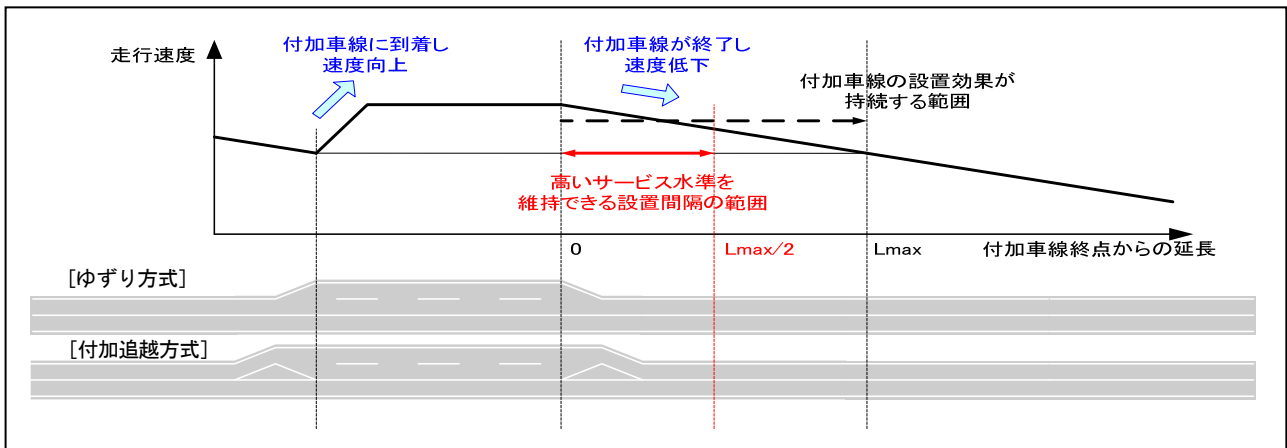 走行速度
付加車線に到着し
速度向上
付加車線が終了し
速度低下
付加車線の設置効果が
持続する範囲
高いサービス水準を
維持できる設置間隔の範囲
0
Lmax/2
Lmax
付加車線終点からの延長
[ゆずり方式]
[付加追越方式]